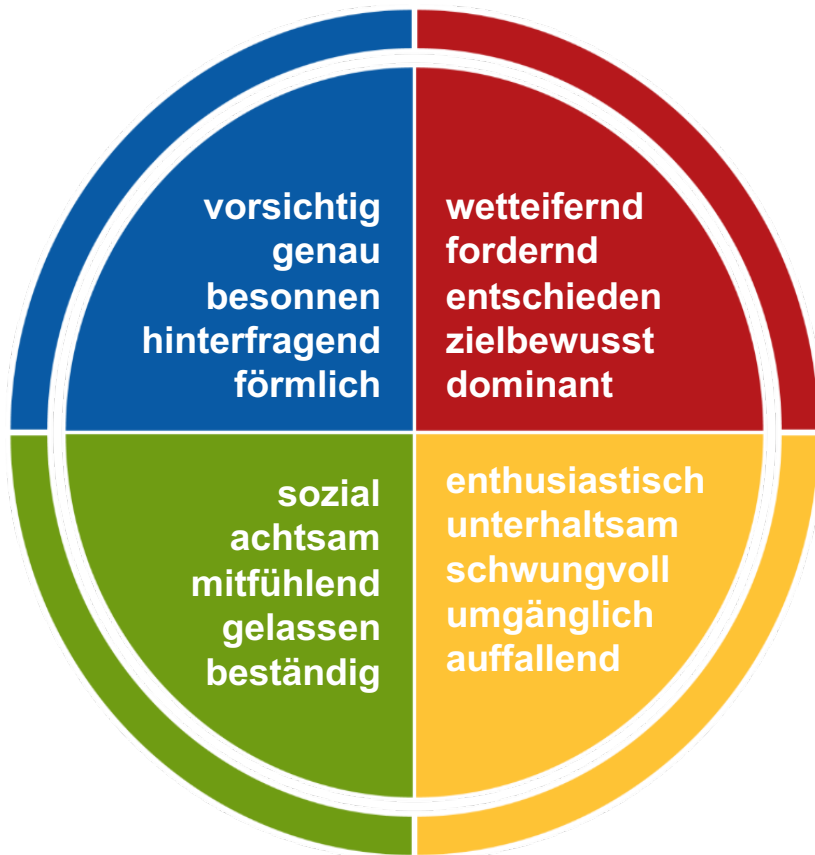 vorsichtig
genau
besonnen
hinterfragend
förmlich
wetteifernd
fordernd
entschieden
zielbewusst
dominant
sozial
achtsam
mitfühlend
gelassen
beständig
enthusiastisch
unterhaltsam
schwungvoll
umgänglich
auffallend